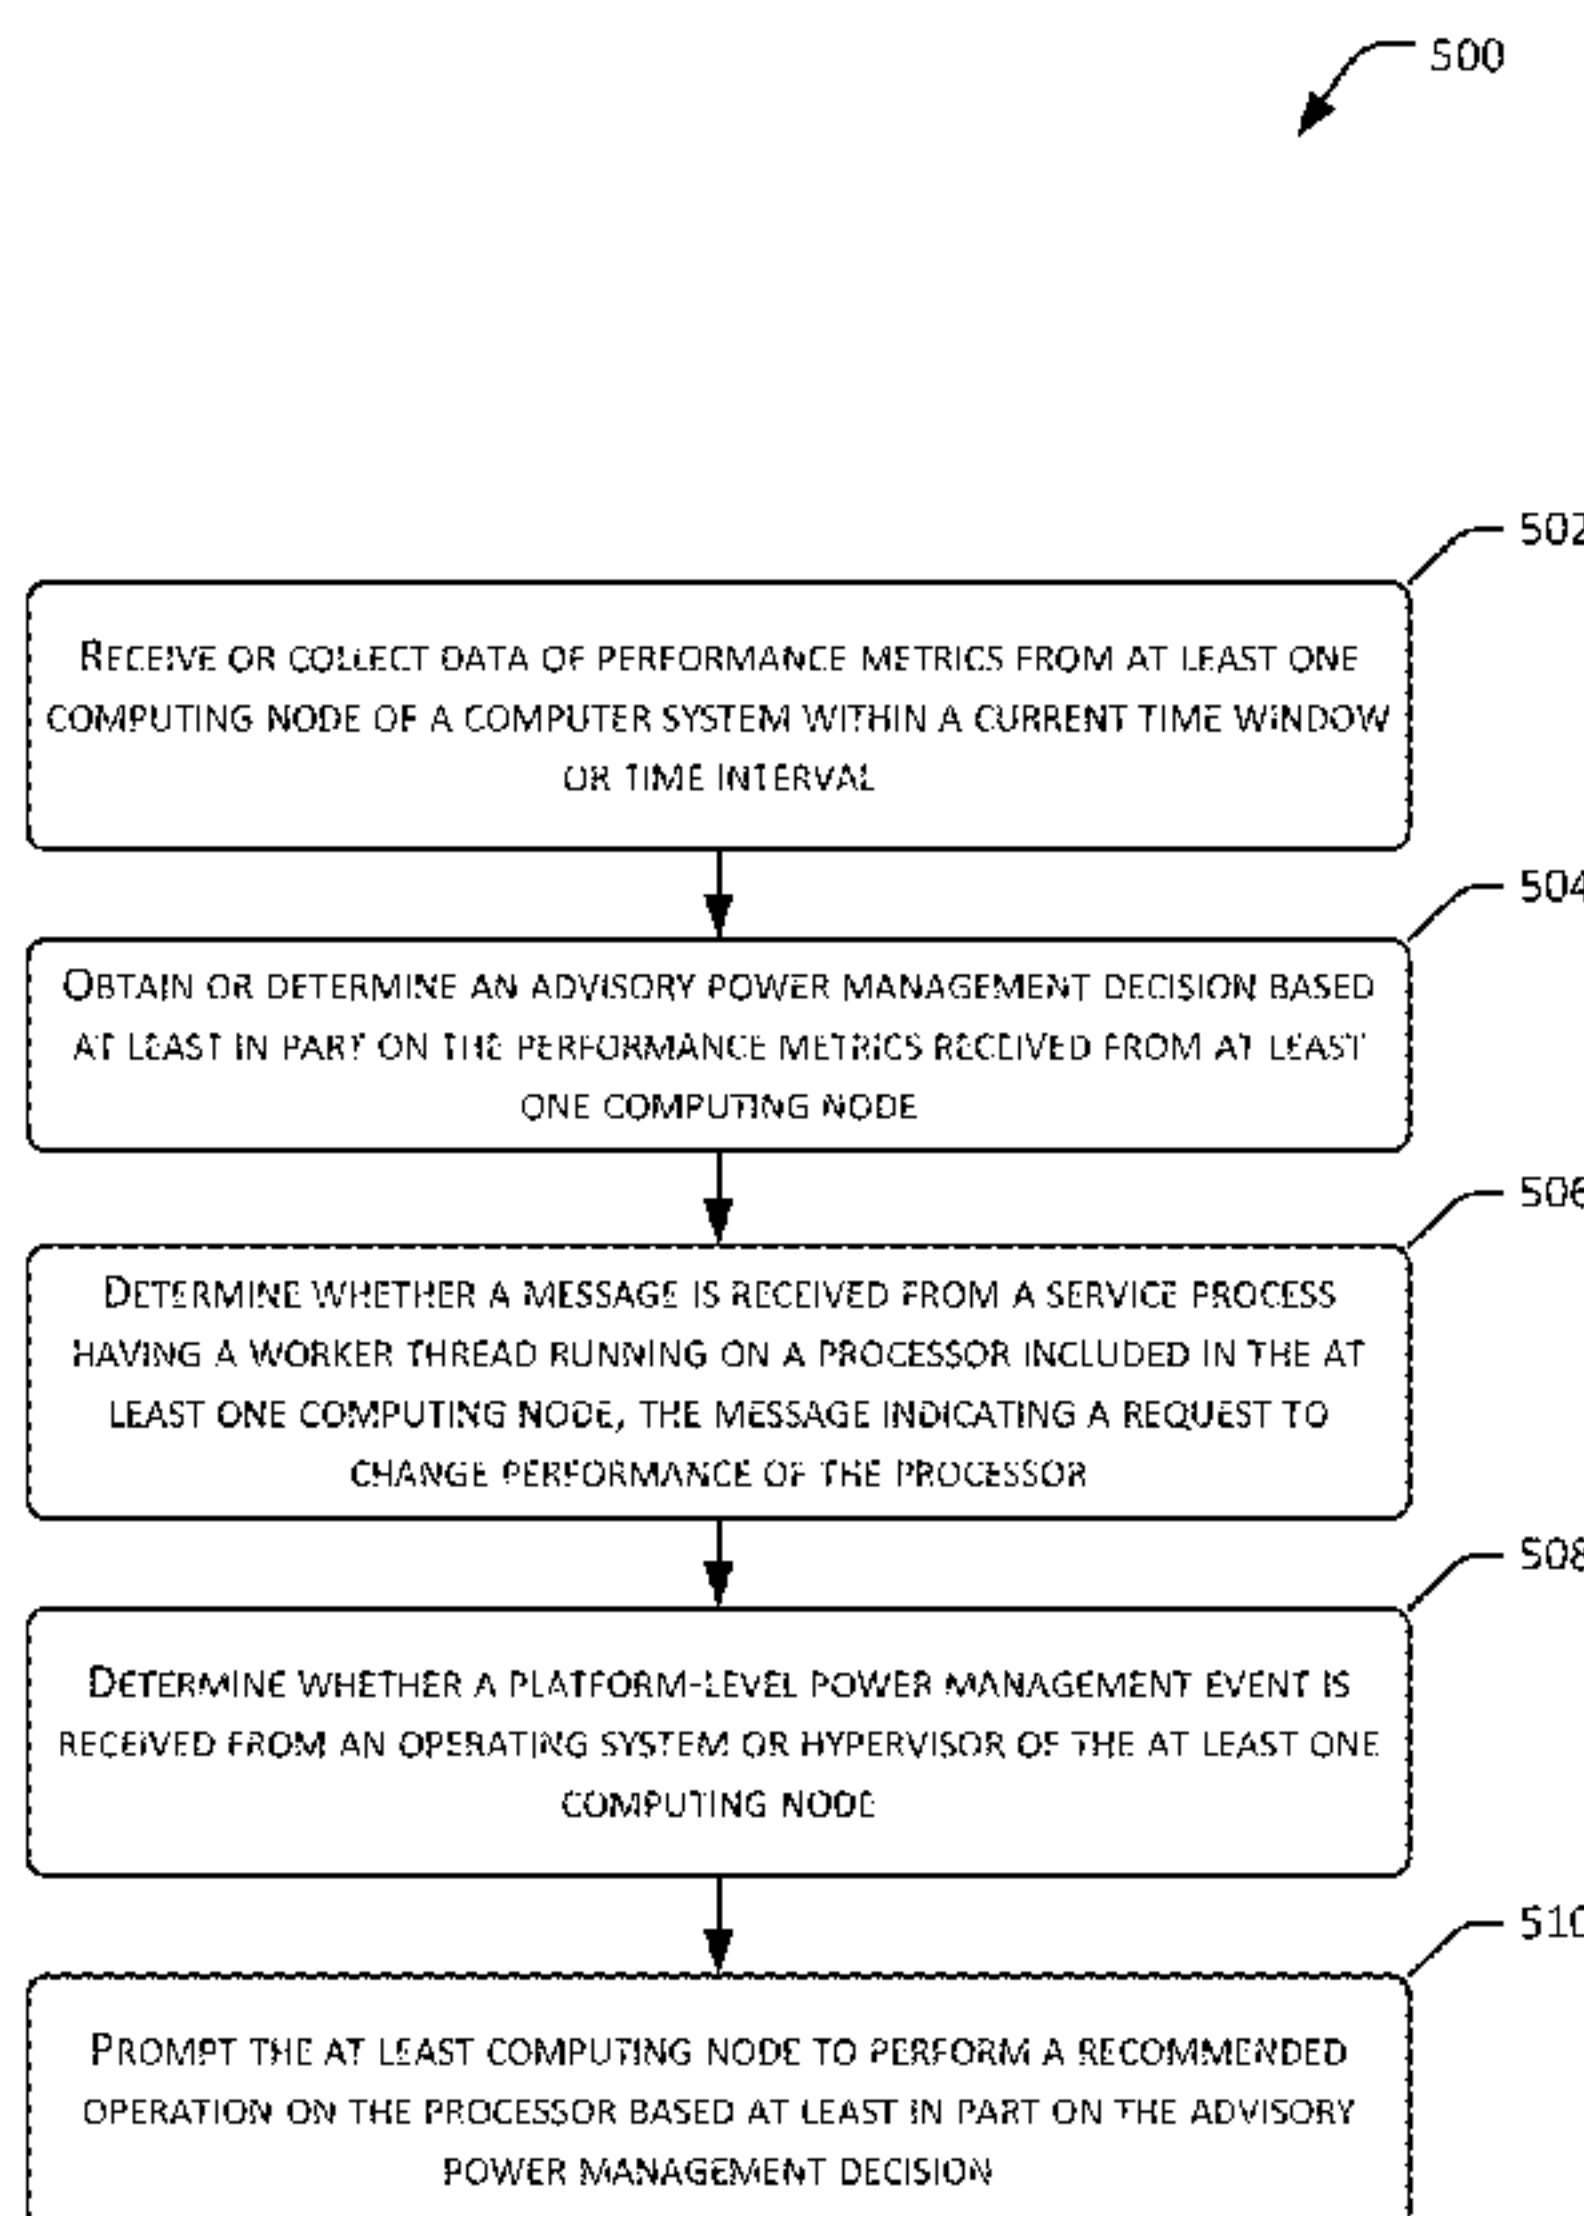 500
502
RECEIVE OR COLLECT DATA OF PERFORMANCE METRICS FROM AT LEAST ONE
COMPUTING NODE OF A COMPUTER SYSTEM WITHIN A CURRENT TIME WINDOW
OR TIME INTERVAL
504
OBTAIN OR DETERMINE AN ADVISORY POWER MANAGEMENT DECISION BASED
AT LEAST IN PART ON THE PERFORMANCE METRICS RECEIVED FROM AT LEAST
ONE COMPUTING NODE
506
DETERMINE WHETHER A MESSAGE IS RECEIVED FROM A SERVICE PROCESS
HAVING A WORKER THREAD RUNNING ON A PROCESSOR INCLUDED IN THE AT
LEAST ONE COMPUTING NODE, THE MESSAGE INDICATING A REQUEST TO
CHANGE PERFORMANCE OF THE PROCESSOR
508
DETERMINE WHETHER A PLATFORM-LEVEL POWER MANAGEMENT EVENT IS
RECEIVED FROM AN OPERATING SYSTEM OR HYPERVISOR OF THE AT LEAST ONE
COMPUTING NODE
510
PROMPT THE AT LEAST COMPUTING NODE TO PERFORM A RECOMMENDED
OPERATION ON THE PROCESSOR BASED AT LEAST IN PART ON THE ADVISORY
POWER MANAGEMENT DECISION